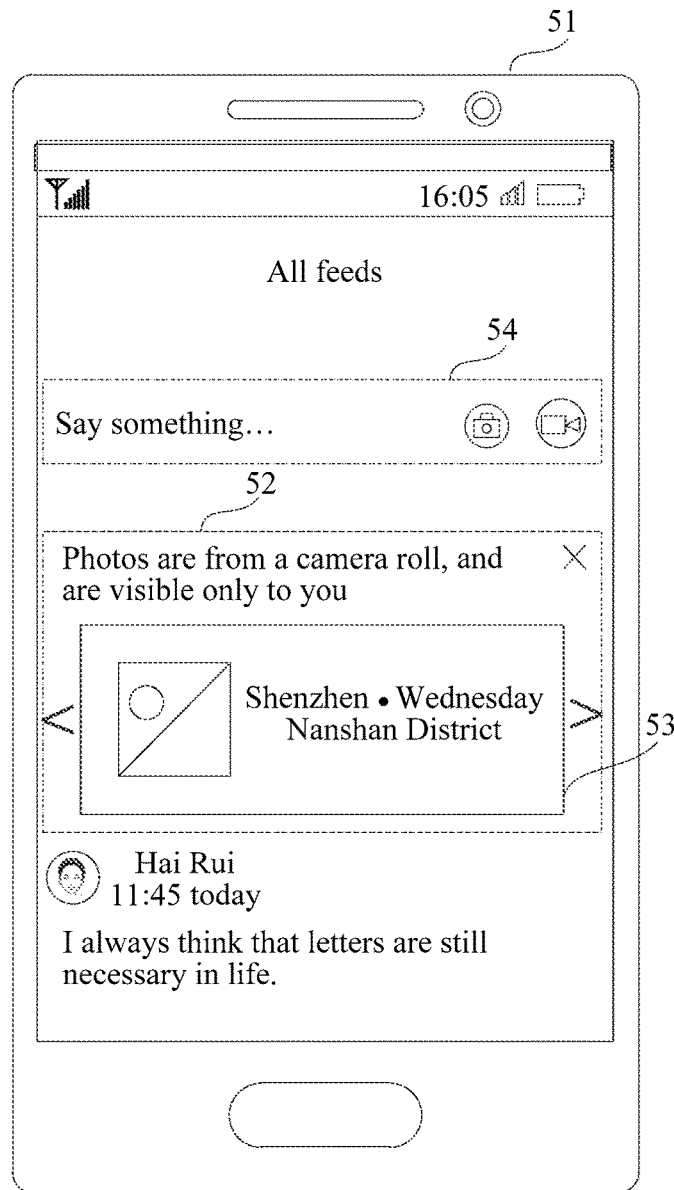 51
16:05
All feeds
54
Say something...
52
Photos are from a camera roll, and
are visible only to you
Shenzhen • Wednesday
Nanshan District
53
Hai Rui
11:45 today
I always think that letters are still
necessary in life.